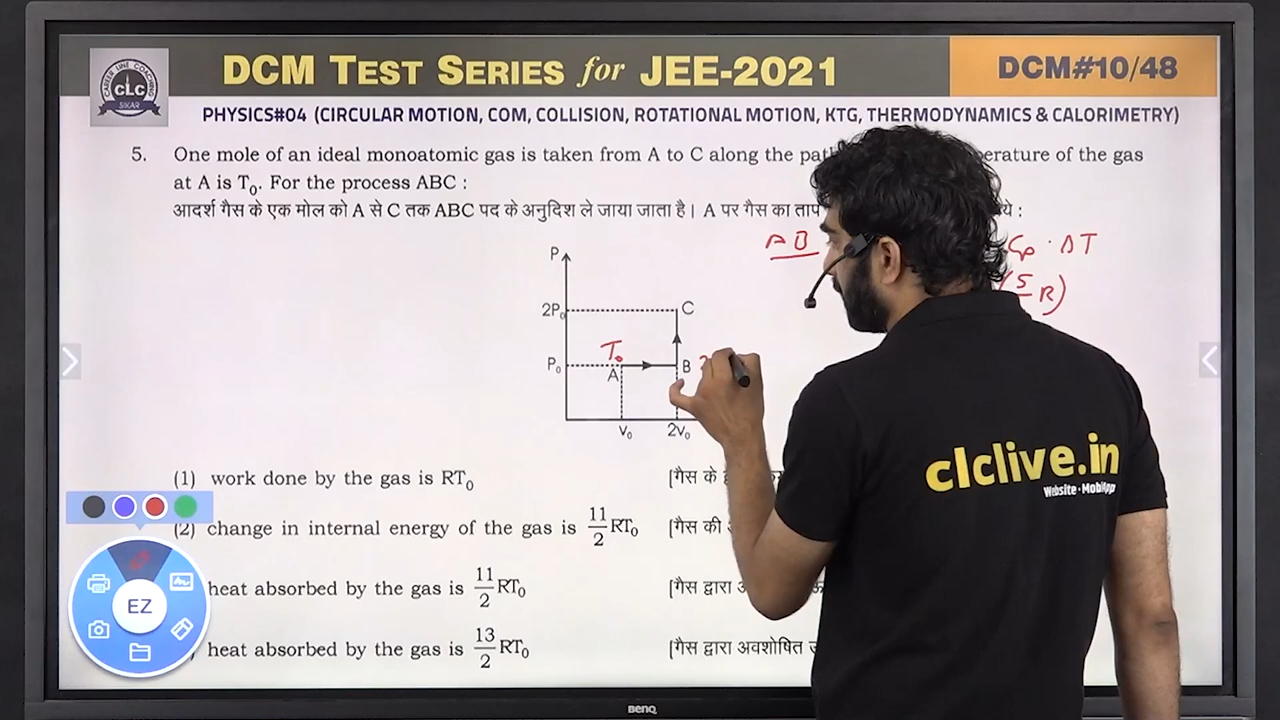 DCM TEST SERIES for JEE-2021
DCM#10/48
CAREER LINE COACHING
CLC
SIKAR
PHYSICS#04 (CIRCULAR MOTION, COM, COLLISION, ROTATIONAL MOTION, KTG, THERMODYNAMICS & CALORIMETRY)
5. One mole of an ideal monoatomic gas is taken from A to C along the perature of the gas
at A is T₀. For the process ABC :
आदर्श गैस के एक मोल को A से C तक ABC पद के अनुदिश ले जाया जाता है। A पर गैस का ताप
AB
Cp · ΔT
(5
R)
P
2P₀
C
T₀
P₀
A
B
V₀
2V₀
(1) work done by the gas is RT₀
[गैस के
(2) change in internal energy of the gas is 11/2 RT₀
[गैस की
heat absorbed by the gas is 11/2 RT₀
[गैस द्वारा
heat absorbed by the gas is 13/2 RT₀
[गैस द्वारा अवशोषित
EZ
clclive.in
Website · MobApp
BenQ